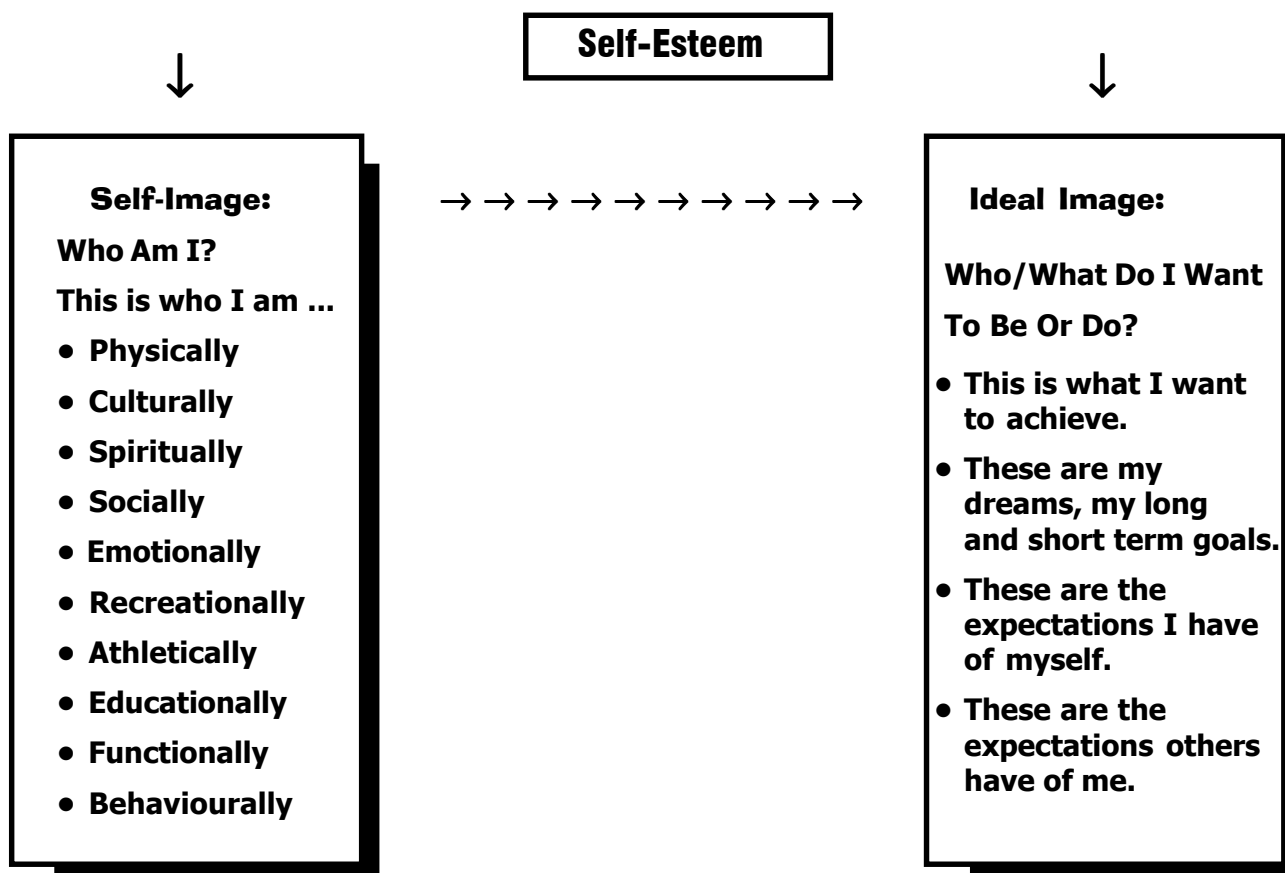 Self-Esteem
↓ ↓
Self-Image:
Who Am I?
This is who I am ...
• Physically
• Culturally
• Spiritually
• Socially
• Emotionally
• Recreationally
• Athletically
• Educationally
• Functionally
• Behaviourally
→ → → → → → → → → →
Ideal Image:
Who/What Do I Want
To Be Or Do?
• This is what I want
to achieve.
• These are my
dreams, my long
and short term goals.
• These are the
expectations I have
of myself.
• These are the
expectations others
have of me.